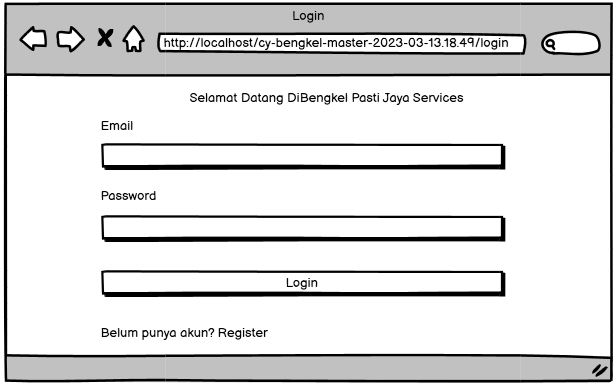 Login
http://localhost/cy-bengkel-master-2023-03-13.18.49/login
Selamat Datang DiBengkel Pasti Jaya Services
Email
Password
Login
Belum punya akun? Register